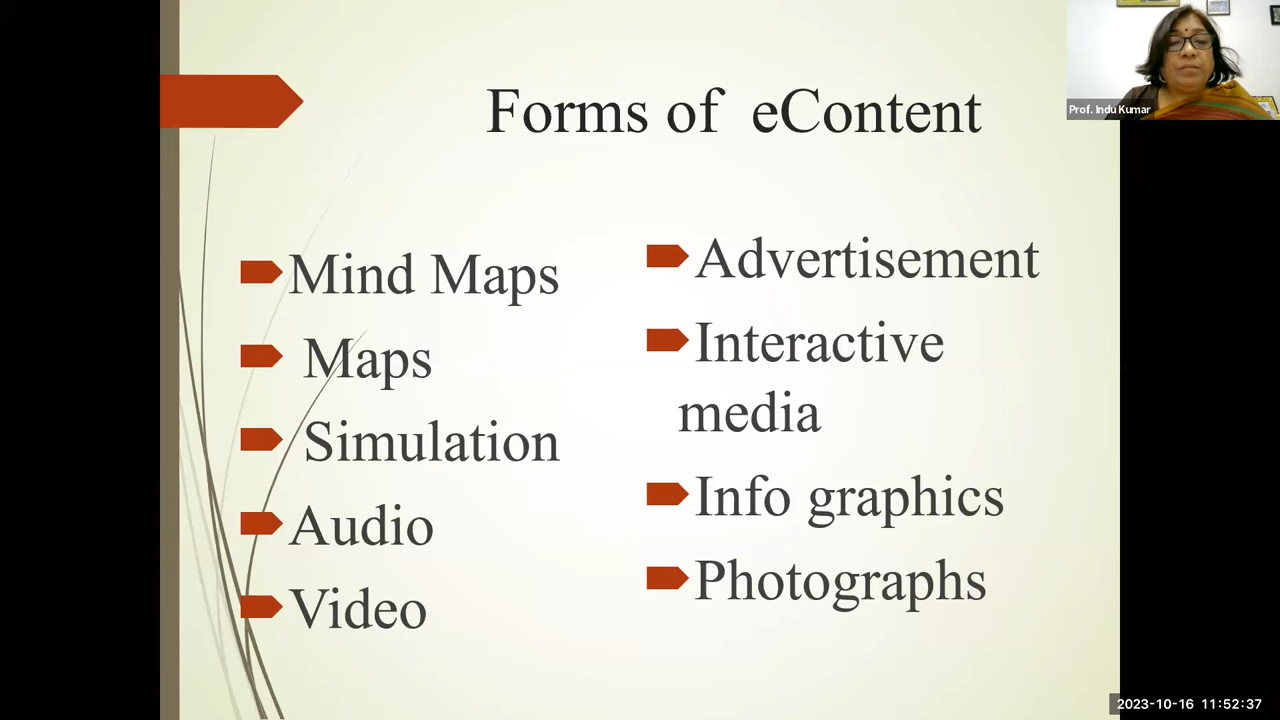 Forms of eContent
Mind Maps
Maps
Simulation
Audio
Video
Advertisement
Interactive
media
Info graphics
Photographs
Prof. Indu Kumar
2023-10-16 11:52:37